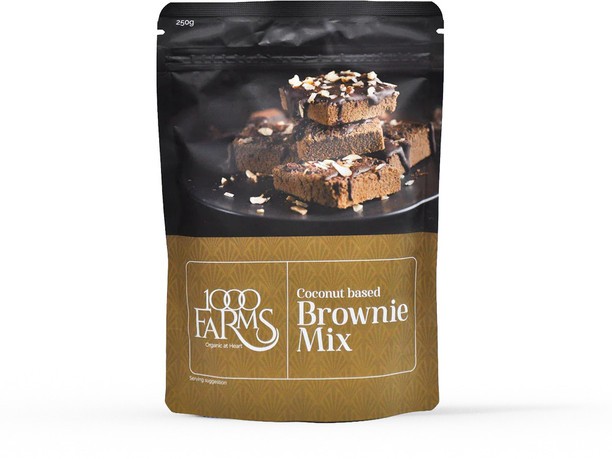 250g
1000
FARMS
Organic at Heart
Coconut based
Brownie
Mix
Serving suggestion